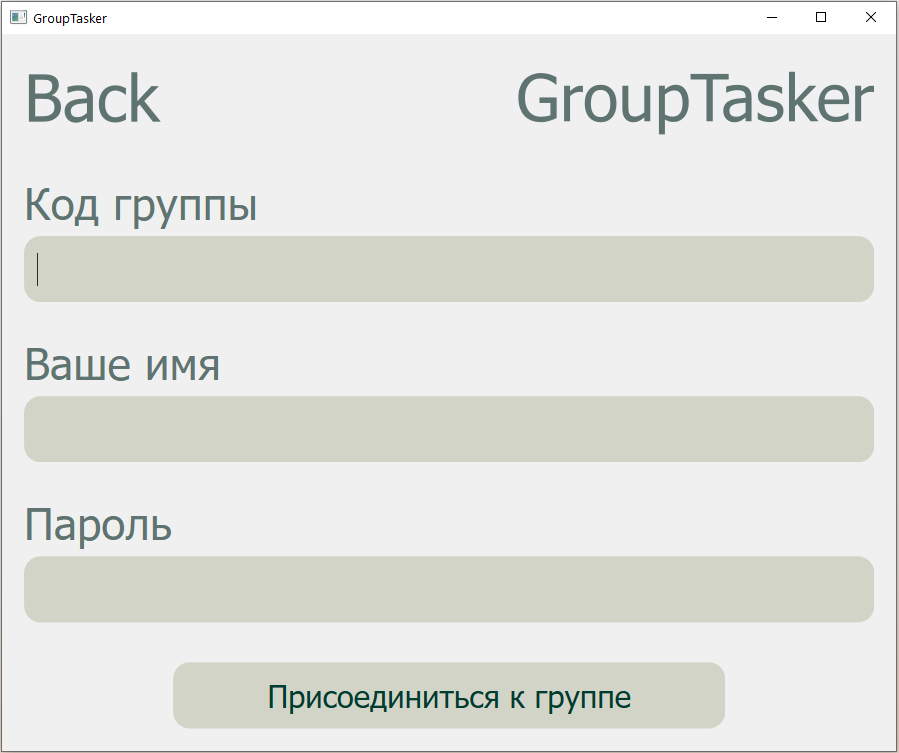 GroupTasker
Back GroupTasker
Код группы
Ваше имя
Пароль
Присоединиться к группе